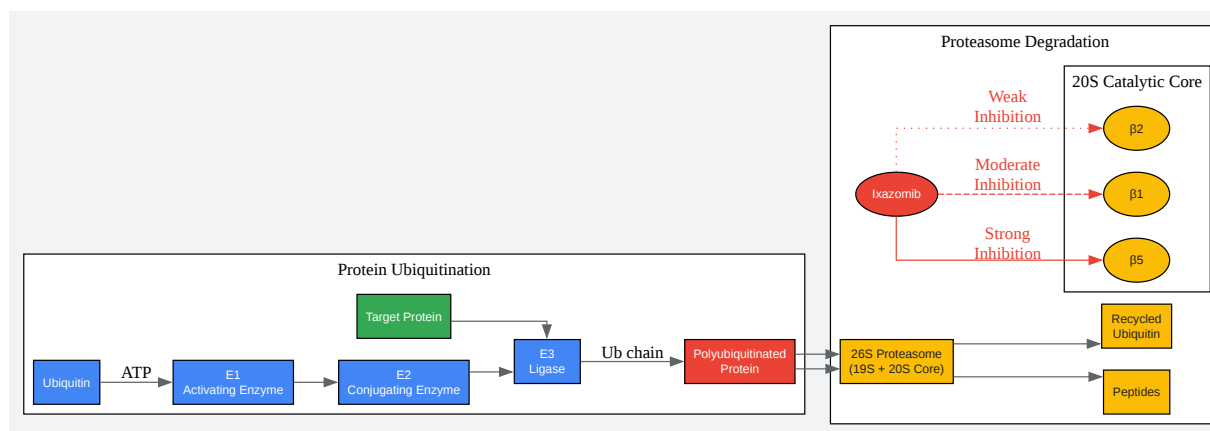 Proteasome Degradation
20S Catalytic Core
Weak
Inhibition
β2
Ixazomib
Moderate
Inhibition
β1
Strong
Inhibition
β5
Protein Ubiquitination
Target Protein
Ubiquitin
ATP
E1
Activating Enzyme
E2
Conjugating Enzyme
E3
Ligase
Ub chain
Polyubiquitinated
Protein
26S Proteasome
(19S + 20S Core)
Recycled
Ubiquitin
Peptides